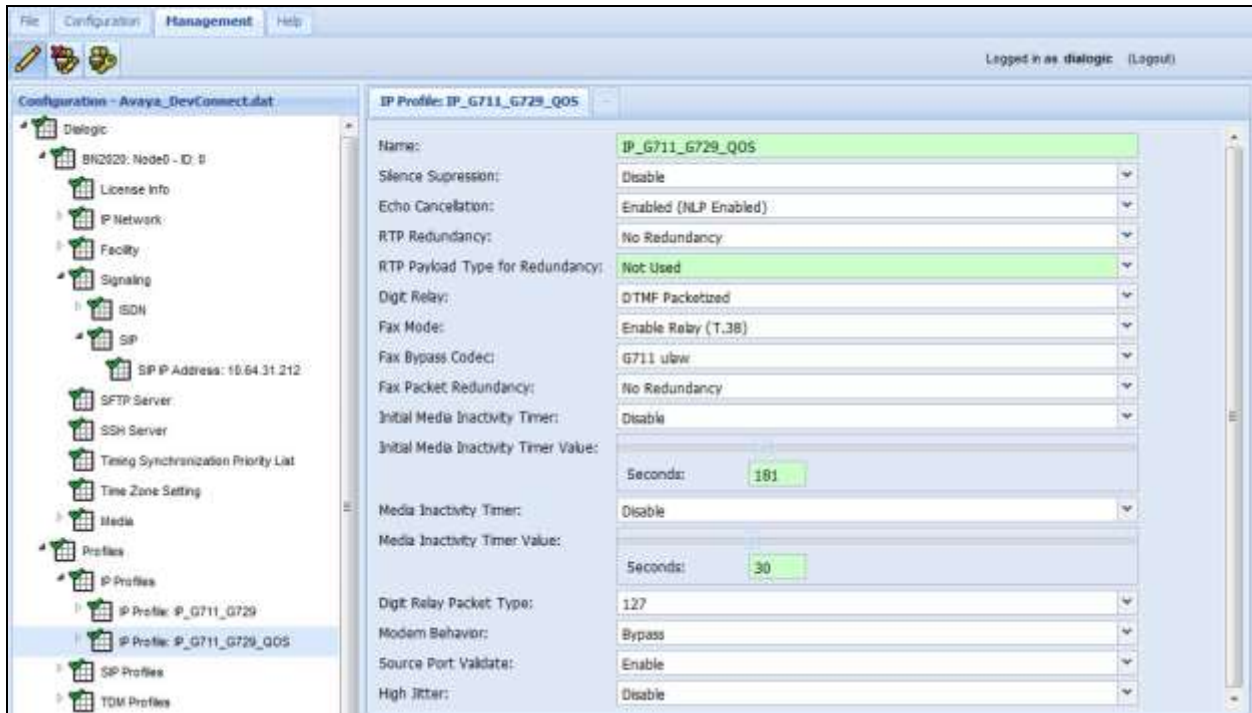 File Configuration Management Help
Logged in as dialogic (Logout)
Configuration - Avaya_DevConnect.dat
Dialogic
BN2020: Node0 - ID: 0
License Info
IP Network
Facility
Signaling
ISDN
SIP
SIP IP Address: 10.64.31.212
SFTP Server
SSH Server
Timing Synchronization Priority List
Time Zone Setting
Media
Profiles
IP Profiles
IP Profile: IP_G711_G729
IP Profile: IP_G711_G729_QOS
SIP Profiles
TDM Profiles
IP Profile: IP_G711_G729_QOS
Name: IP_G711_G729_QOS
Silence Supression: Disable
Echo Cancellation: Enabled (NLP Enabled)
RTP Redundancy: No Redundancy
RTP Payload Type for Redundancy: Not Used
Digit Relay: DTMF Packetized
Fax Mode: Enable Relay (T.38)
Fax Bypass Codec: G711 ulaw
Fax Packet Redundancy: No Redundancy
Initial Media Inactivity Timer: Disable
Initial Media Inactivity Timer Value:
Seconds: 181
Media Inactivity Timer: Disable
Media Inactivity Timer Value:
Seconds: 30
Digit Relay Packet Type: 127
Modem Behavior: Bypass
Source Port Validate: Enable
High Jitter: Disable